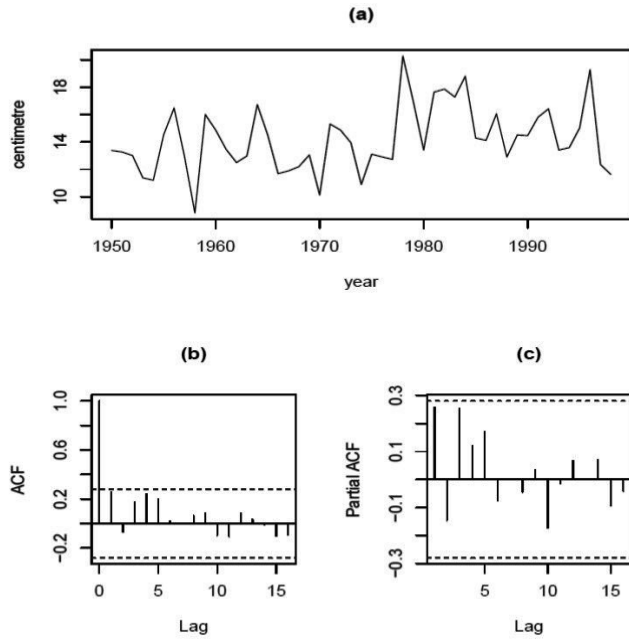 (a)
centimetre
18
14
10
1950 1960 1970 1980 1990
year
(b)
ACF
1.0
0.6
0.2
−0.2
0 5 10 15
Lag
(c)
Partial ACF
0.3
0.1
−0.1
−0.3
5 10 15
Lag